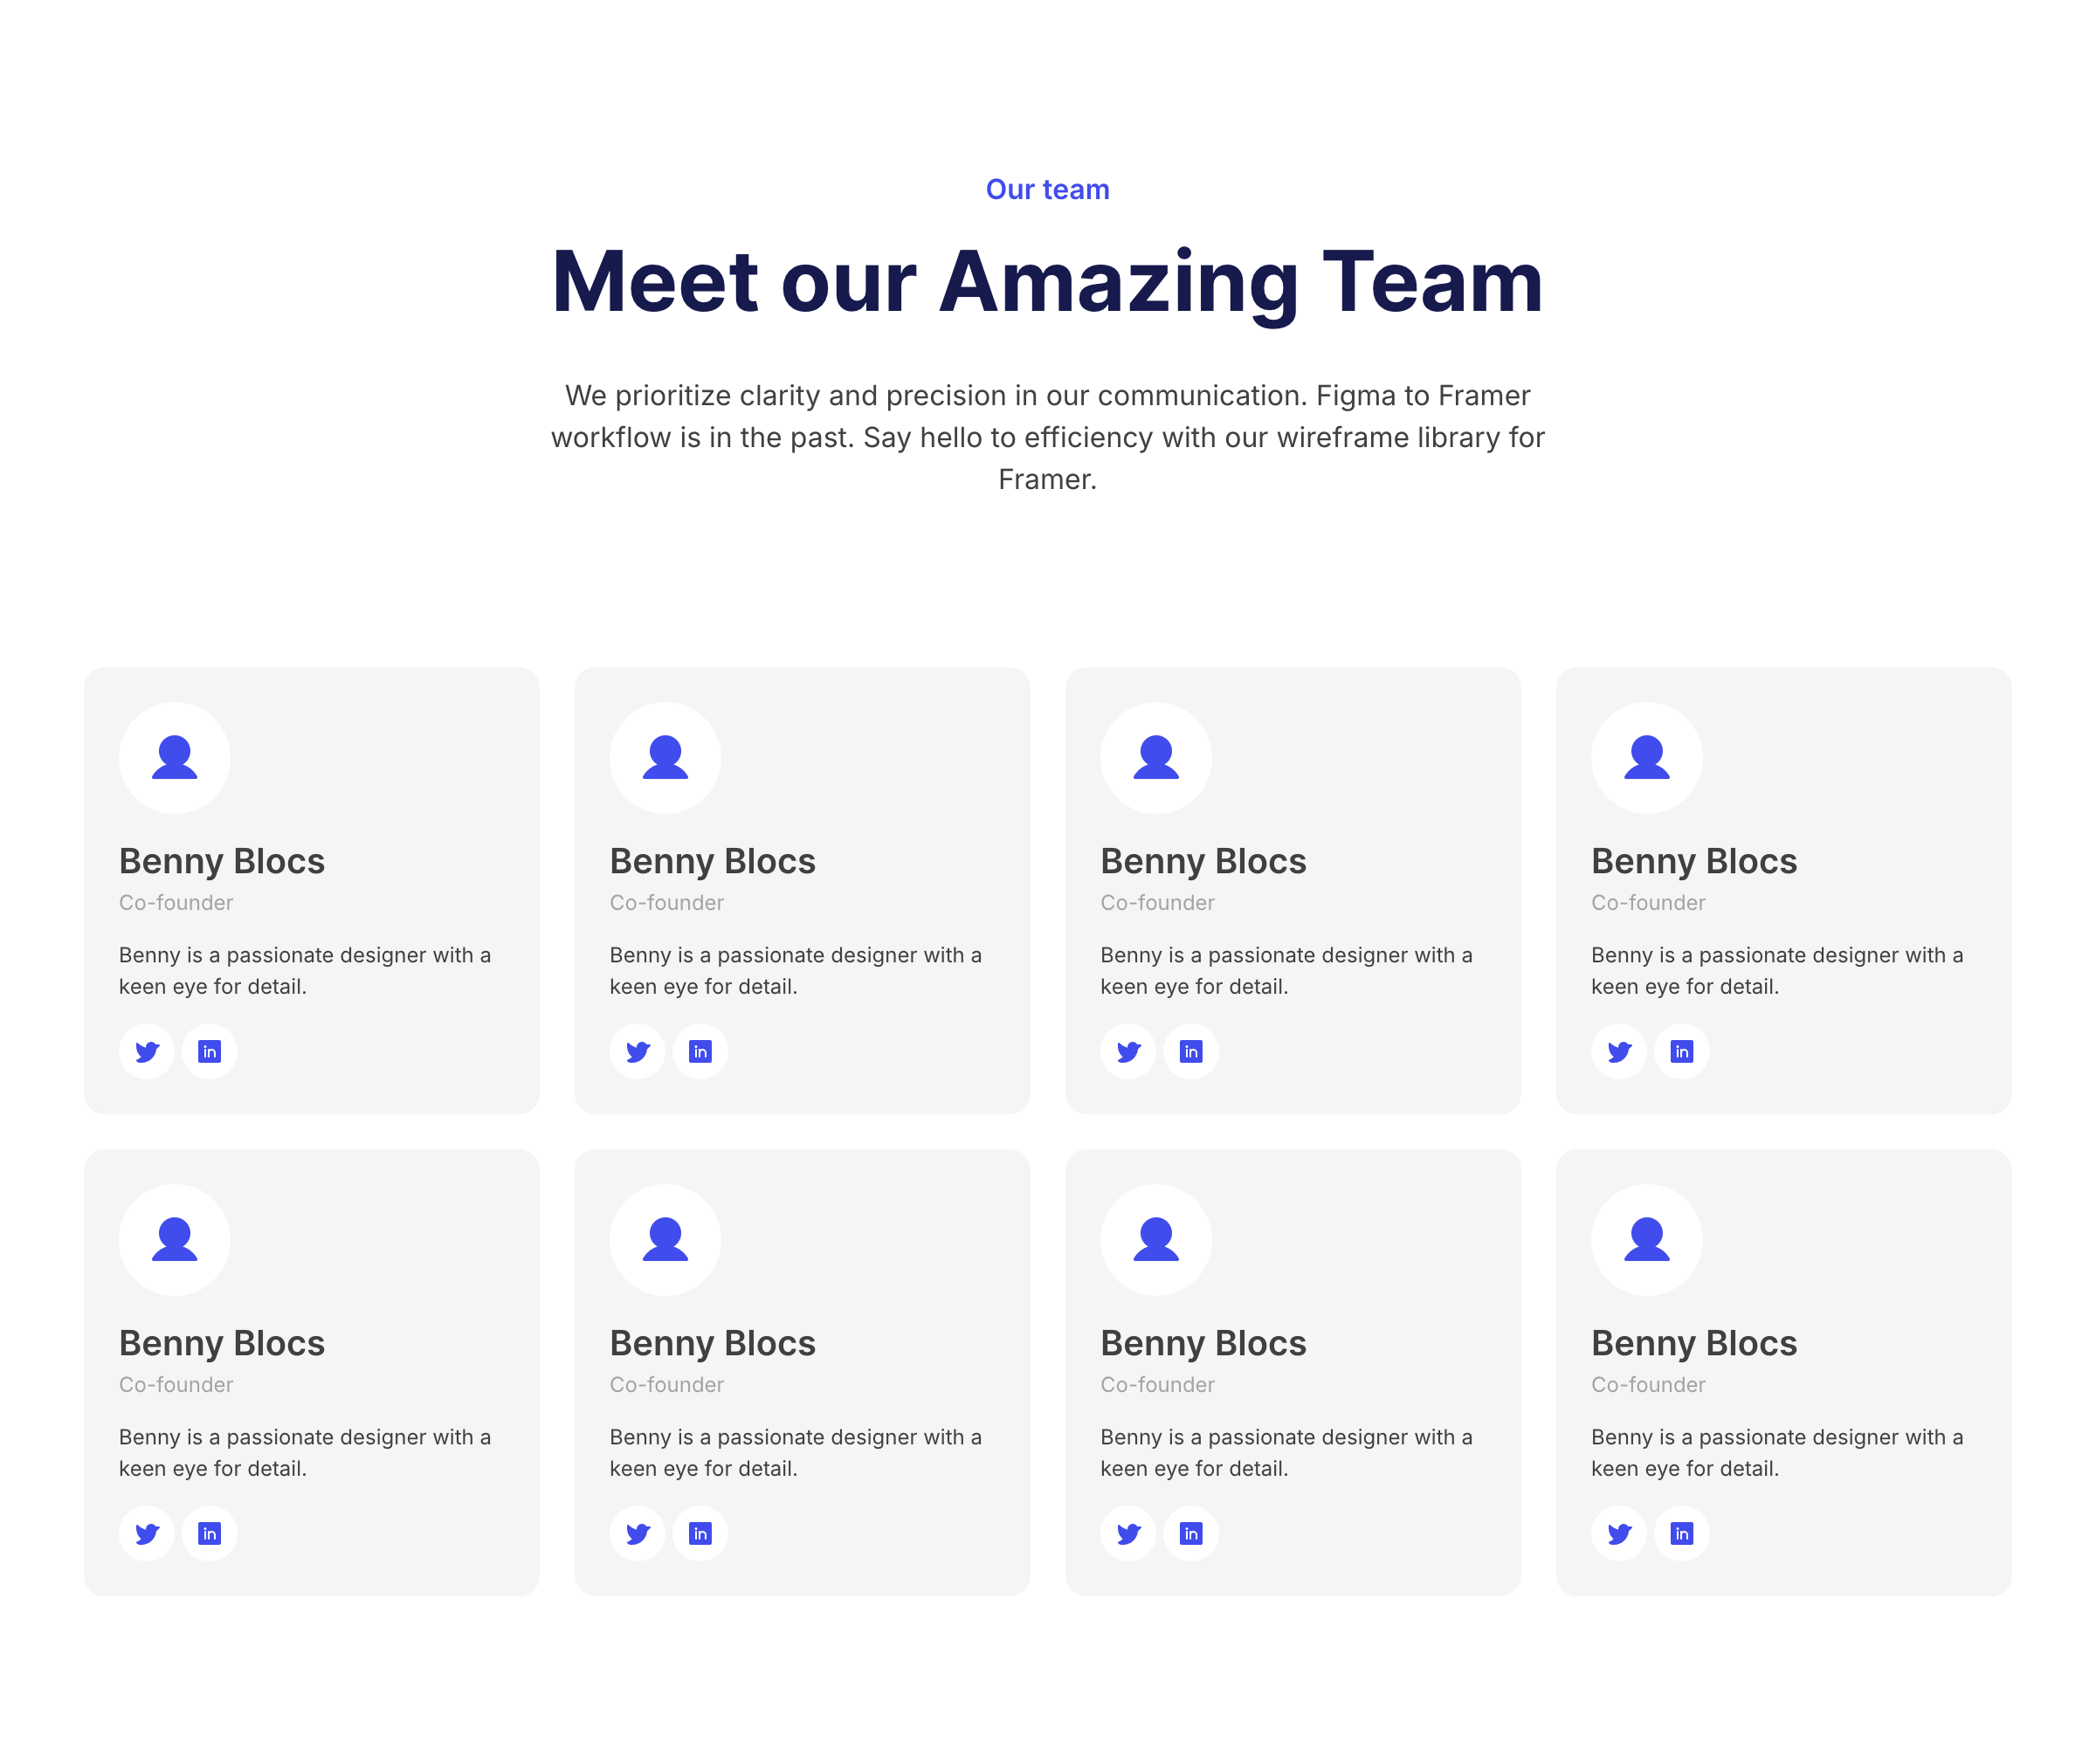 Our team
Meet our Amazing Team
We prioritize clarity and precision in our communication. Figma to Framer
workflow is in the past. Say hello to efficiency with our wireframe library for
Framer.
Benny Blocs
Co-founder
Benny is a passionate designer with a
keen eye for detail.
in
Benny Blocs
Co-founder
Benny is a passionate designer with a
keen eye for detail.
in
Benny Blocs
Co-founder
Benny is a passionate designer with a
keen eye for detail.
in
Benny Blocs
Co-founder
Benny is a passionate designer with a
keen eye for detail.
in
Benny Blocs
Co-founder
Benny is a passionate designer with a
keen eye for detail.
in
Benny Blocs
Co-founder
Benny is a passionate designer with a
keen eye for detail.
in
Benny Blocs
Co-founder
Benny is a passionate designer with a
keen eye for detail.
in
Benny Blocs
Co-founder
Benny is a passionate designer with a
keen eye for detail.
in